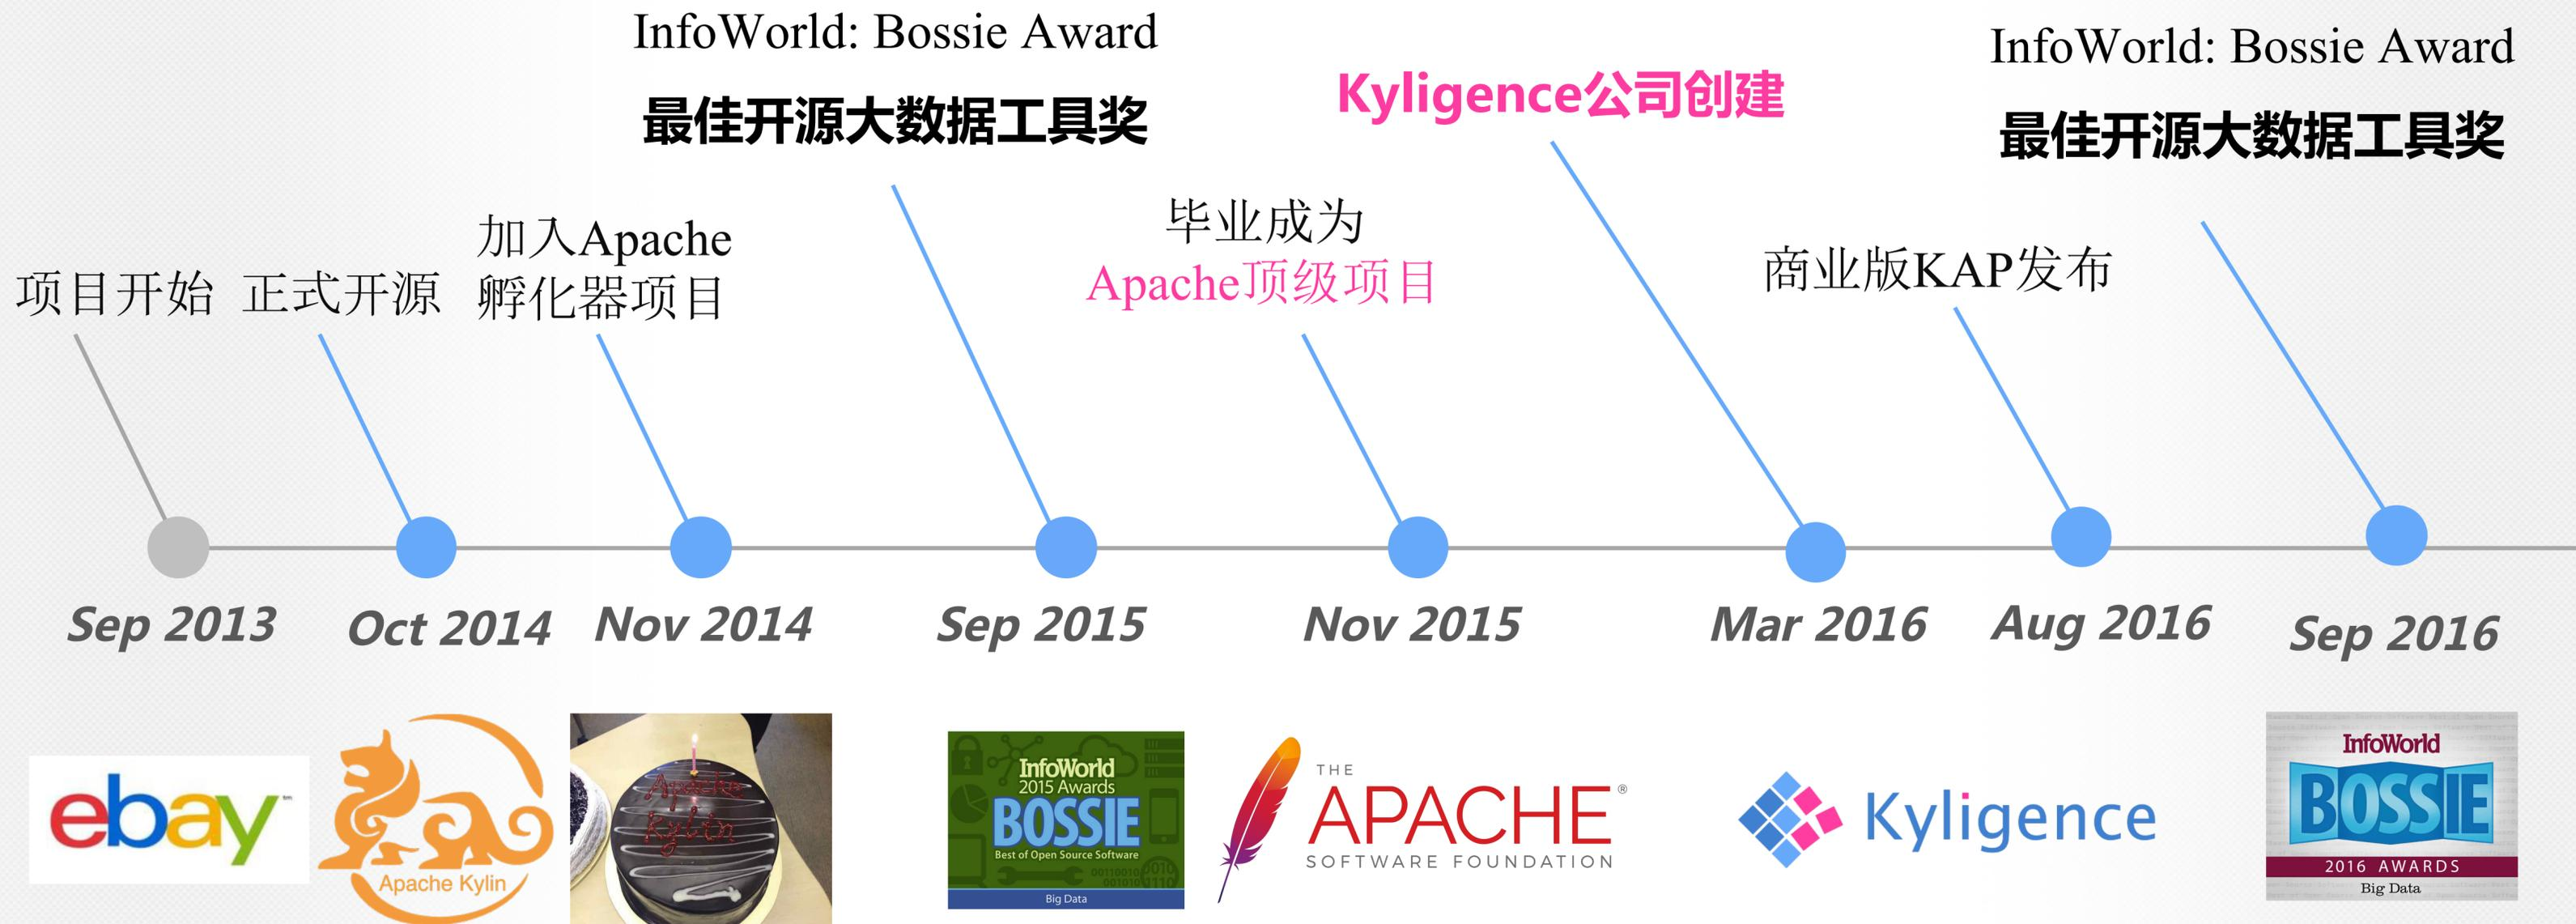 InfoWorld: Bossie Award
最佳开源大数据工具奖
Kyligence公司创建
InfoWorld: Bossie Award
最佳开源大数据工具奖
项目开始
正式开源
加入Apache
孵化器项目
毕业成为
Apache顶级项目
商业版KAP发布
Sep 2013
Oct 2014
Nov 2014
Sep 2015
Nov 2015
Mar 2016
Aug 2016
Sep 2016
ebay
Apache Kylin
Apache
Kylin
InfoWorld
2015 Awards
BOSSIE
Best of Open Source Software
Big Data
THE
APACHE®
SOFTWARE FOUNDATION
Kyligence
InfoWorld
BOSSIE
2016 AWARDS
Big Data